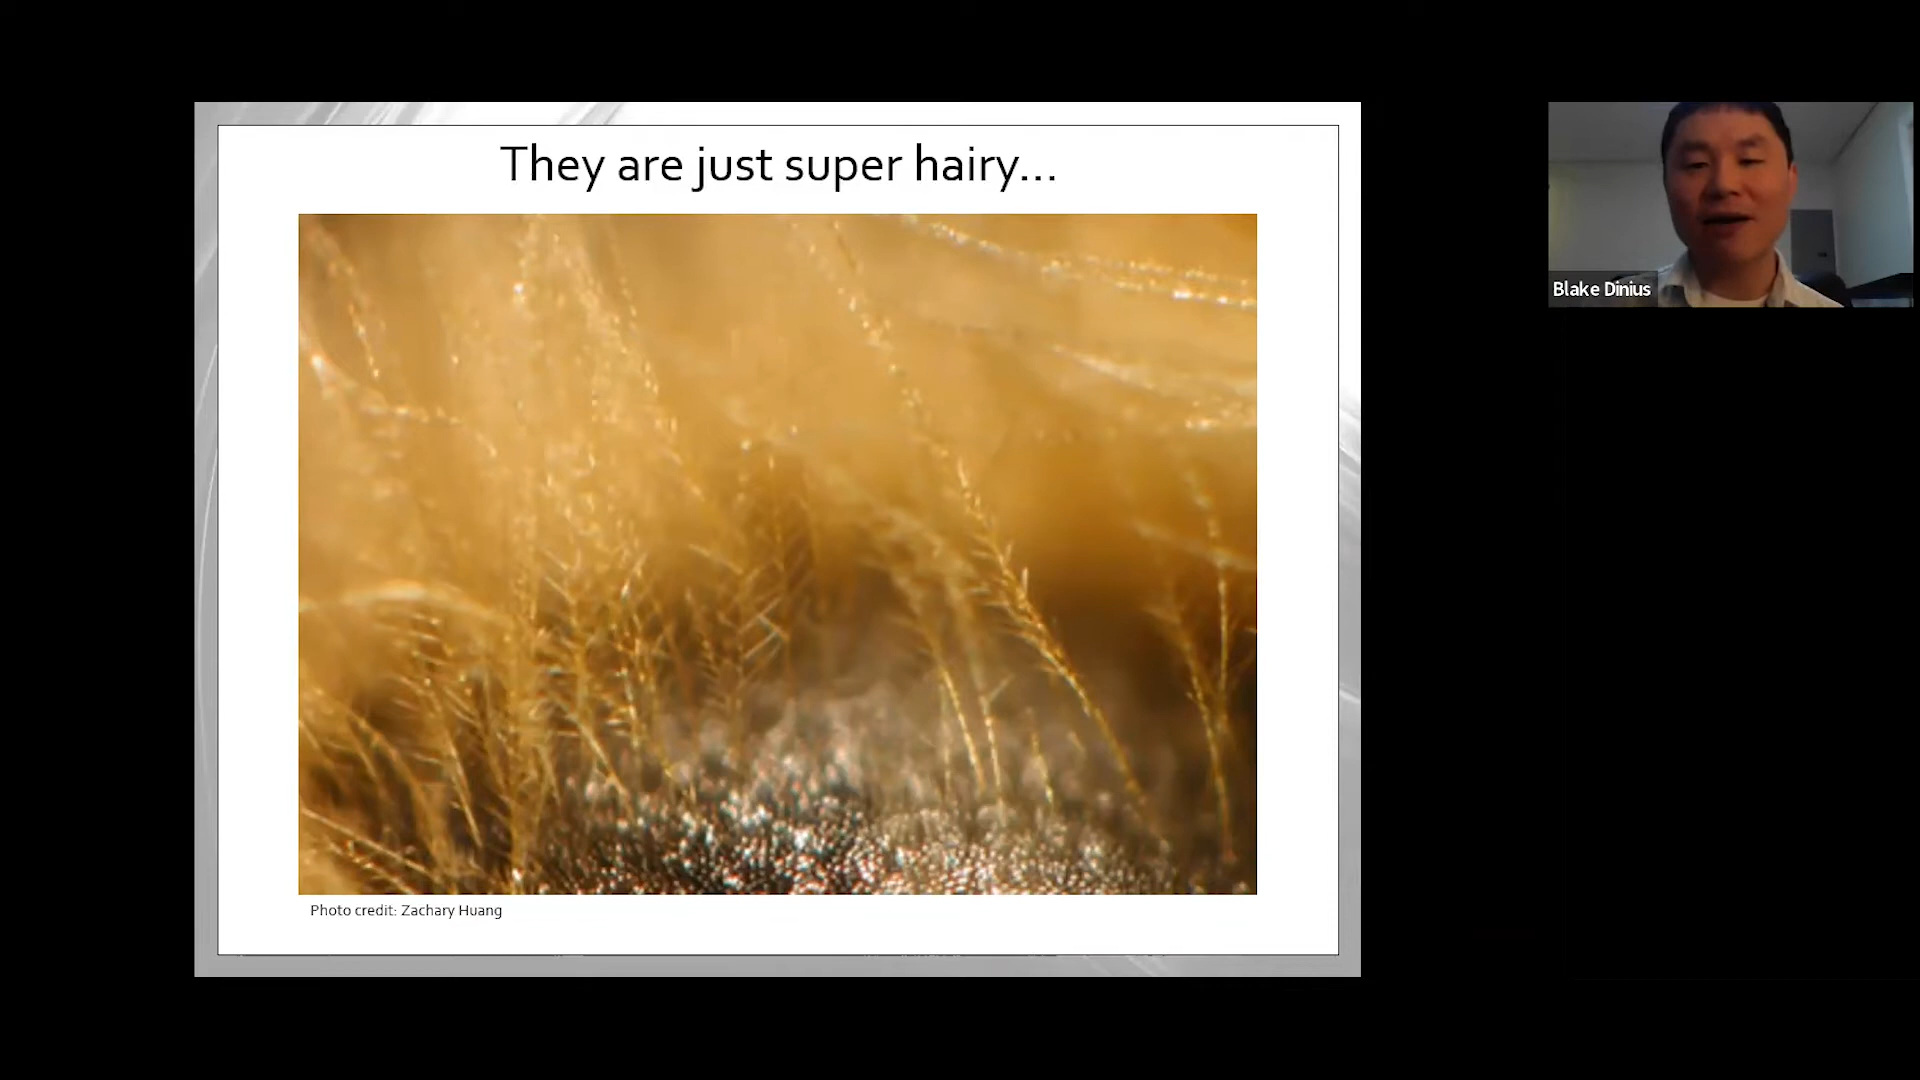 They are just super hairy...
Blake Dinius
Photo credit: Zachary Huang